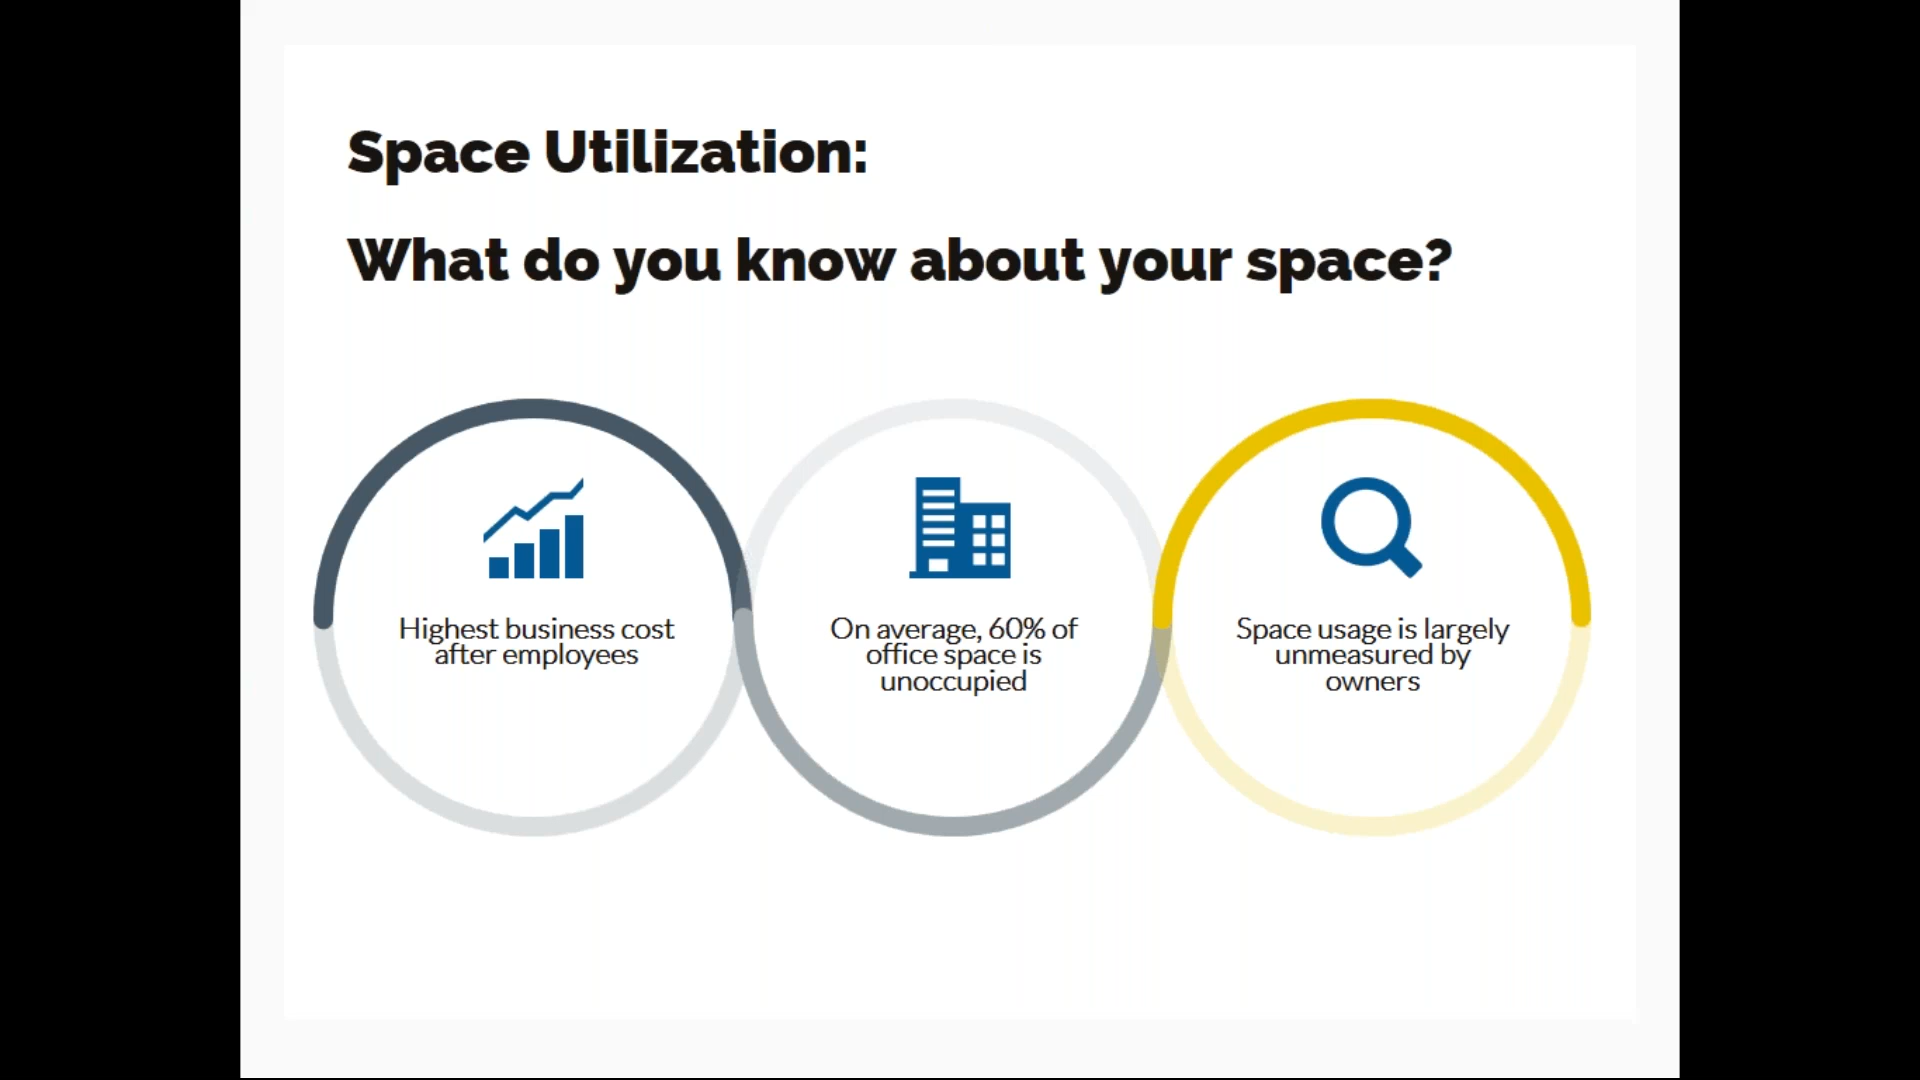 Space Utilization:
What do you know about your space?
Highest business cost
after employees
On average, 60% of
office space is
unoccupied
Space usage is largely
unmeasured by
owners